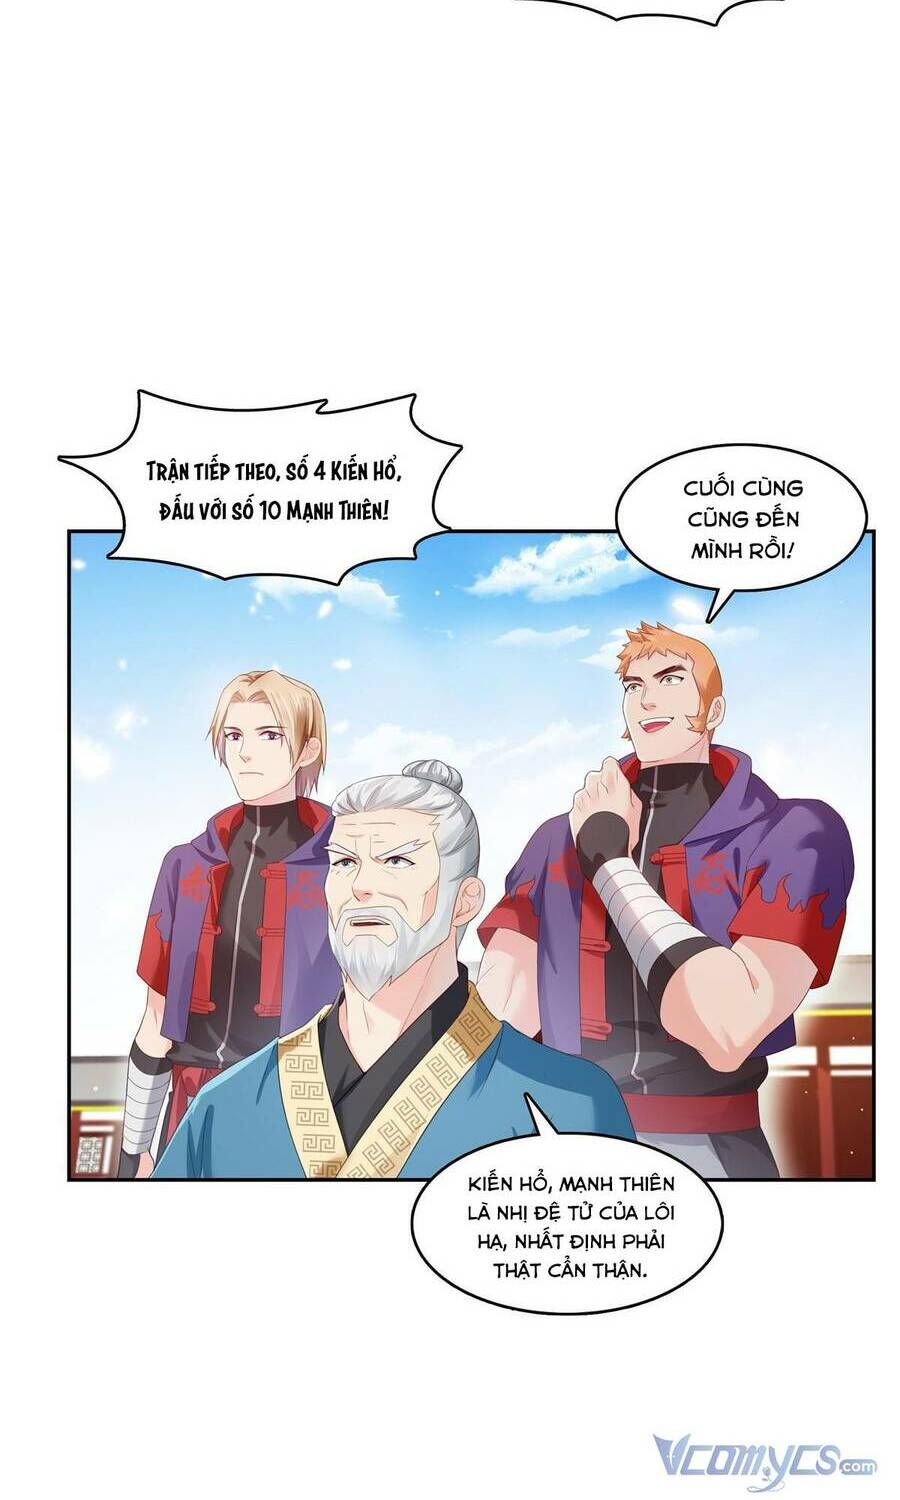 TRẬN TIẾP THEO, SỐ 4 KIẾN HỔ,
ĐẤU VỚI SỐ 10 MẠNH THIÊN!
CUỐI CÙNG
CŨNG ĐẾN
MÌNH RỒI!
KIẾN HỔ, MẠNH THIÊN
LÀ NHỊ ĐỆ TỬ CỦA LÔI
HẠ, NHẤT ĐỊNH PHẢI
THẬT CẨN THẬN.
VCOMYCS.com